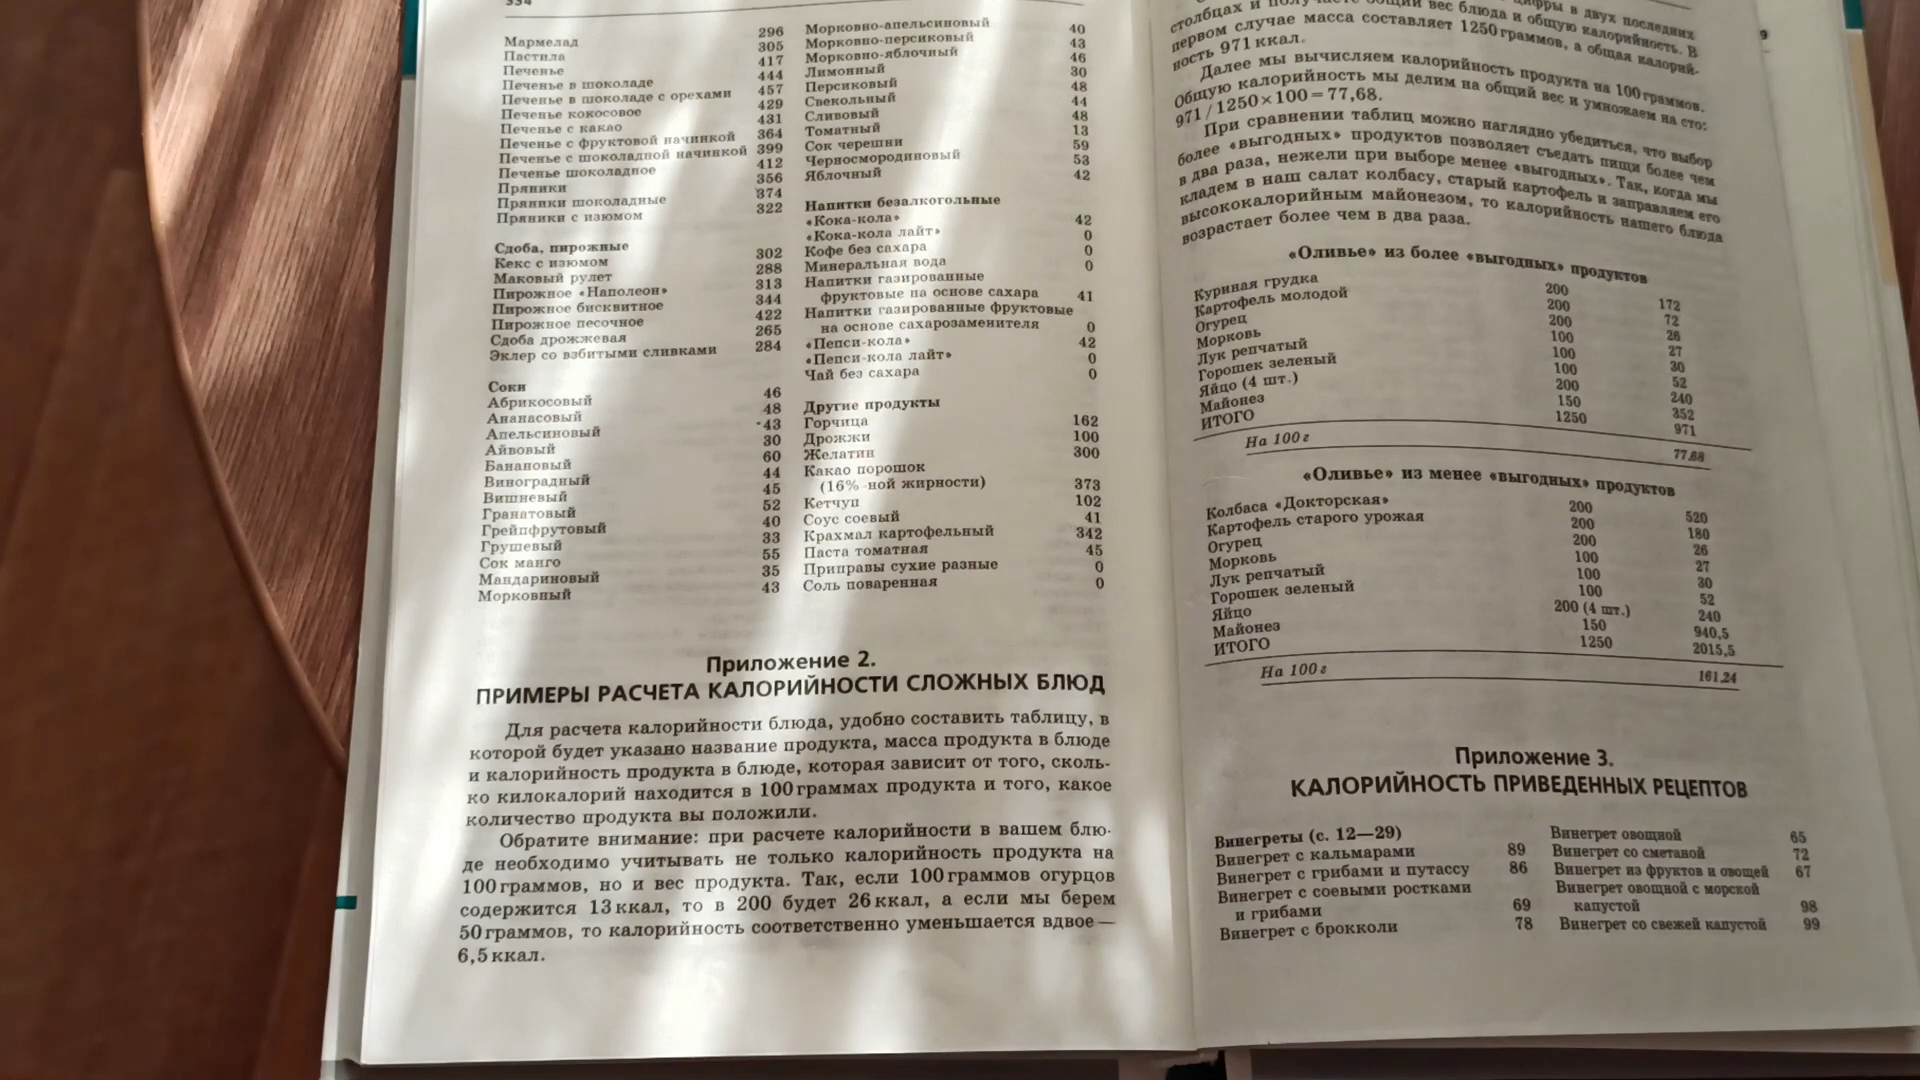 334
Мармелад 296
Пастила 305
Печенье 417
Печенье в шоколаде 444
Печенье в шоколаде с орехами 457
Печенье кокосовое 429
Печенье с какао 431
Печенье с фруктовой начинкой 364
Печенье с шоколадной начинкой 399
Печенье шоколадное 412
Пряники 356
Пряники шоколадные 374
Пряники с изюмом 322
Сдоба, пирожные
Кекс с изюмом 302
Маковый рулет 288
Пирожное «Наполеон» 313
Пирожное бисквитное 344
Пирожное песочное 422
Сдоба дрожжевая 265
Эклер со взбитыми сливками 284
Соки
Абрикосовый 46
Ананасовый 48
Апельсиновый 43
Айвовый 30
Банановый 60
Виноградный 44
Вишневый 45
Гранатовый 52
Грейпфрутовый 40
Грушевый 33
Сок манго 55
Мандариновый 35
Морковный 43
Морковно-апельсиновый 40
Морковно-персиковый 43
Морковно-яблочный 46
Лимонный 30
Персиковый 48
Свекольный 44
Сливовый 48
Томатный 13
Сок черешни 59
Черносмородиновый 53
Яблочный 42
Напитки безалкогольные
«Кока-кола» 42
«Кока-кола лайт» 0
Кофе без сахара 0
Минеральная вода 0
Напитки газированные
фруктовые на основе сахара 41
Напитки газированные фруктовые
на основе сахарозаменителя 0
«Пепси-кола» 42
«Пепси-кола лайт» 0
Чай без сахара 0
Другие продукты
Горчица 162
Дрожжи 100
Желатин 300
Какао порошок
(16%-ной жирности) 373
Кетчуп 102
Соус соевый 41
Крахмал картофельный 342
Паста томатная 45
Приправы сухие разные 0
Соль поваренная 0
Приложение 2.
ПРИМЕРЫ РАСЧЕТА КАЛОРИЙНОСТИ СЛОЖНЫХ БЛЮД
Для расчета калорийности блюда, удобно составить таблицу, в
которой будет указано название продукта, масса продукта в блюде
и калорийность продукта в блюде, которая зависит от того, сколь-
ко килокалорий находится в 100 граммах продукта и того, какое
количество продукта вы положили.
Обратите внимание: при расчете калорийности в вашем блю-
де необходимо учитывать не только калорийность продукта на
100 граммов, но и вес продукта. Так, если 100 граммов огурцов
содержится 13 ккал, то в 200 будет 26 ккал, а если мы берем
50 граммов, то калорийность соответственно уменьшается вдвое —
6,5 ккал.
9
цифры в двух последних
столбцах и получаете общий вес блюда и общую калорийность. В
первом случае масса составляет 1250 граммов, а общая калорий-
ность 971 ккал.
Далее мы вычисляем калорийность продукта на 100 граммов.
Общую калорийность мы делим на общий вес и умножаем на сто:
971 / 1250 × 100 = 77,68.
При сравнении таблиц можно наглядно убедиться, что выбор
более «выгодных» продуктов позволяет съедать пищи более чем
в два раза, нежели при выборе менее «выгодных». Так, когда мы
кладем в наш салат колбасу, старый картофель и заправляем его
высококалорийным майонезом, то калорийность нашего блюда
возрастает более чем в два раза.
«Оливье» из более «выгодных» продуктов
Куриная грудка 200 172
Картофель молодой 200 72
Огурец 200 26
Морковь 100 27
Лук репчатый 100 30
Горошек зеленый 100 52
Яйцо (4 шт.) 200 240
Майонез 150 352
ИТОГО 1250 971
На 100 г 77,68
«Оливье» из менее «выгодных» продуктов
Колбаса «Докторская» 200 520
Картофель старого урожая 200 180
Огурец 200 26
Морковь 100 27
Лук репчатый 100 30
Горошек зеленый 100 52
Яйцо 200 (4 шт.) 240
Майонез 150 940,5
ИТОГО 1250 2015,5
На 100 г 161,24
Приложение 3.
КАЛОРИЙНОСТЬ ПРИВЕДЕННЫХ РЕЦЕПТОВ
Винегреты (с. 12—29)
Винегрет с кальмарами 89
Винегрет с грибами и путассу 86
Винегрет с соевыми ростками
и грибами 69
Винегрет с брокколи 78
Винегрет овощной 65
Винегрет со сметаной 72
Винегрет из фруктов и овощей 67
Винегрет овощной с морской
капустой 98
Винегрет со свежей капустой 99